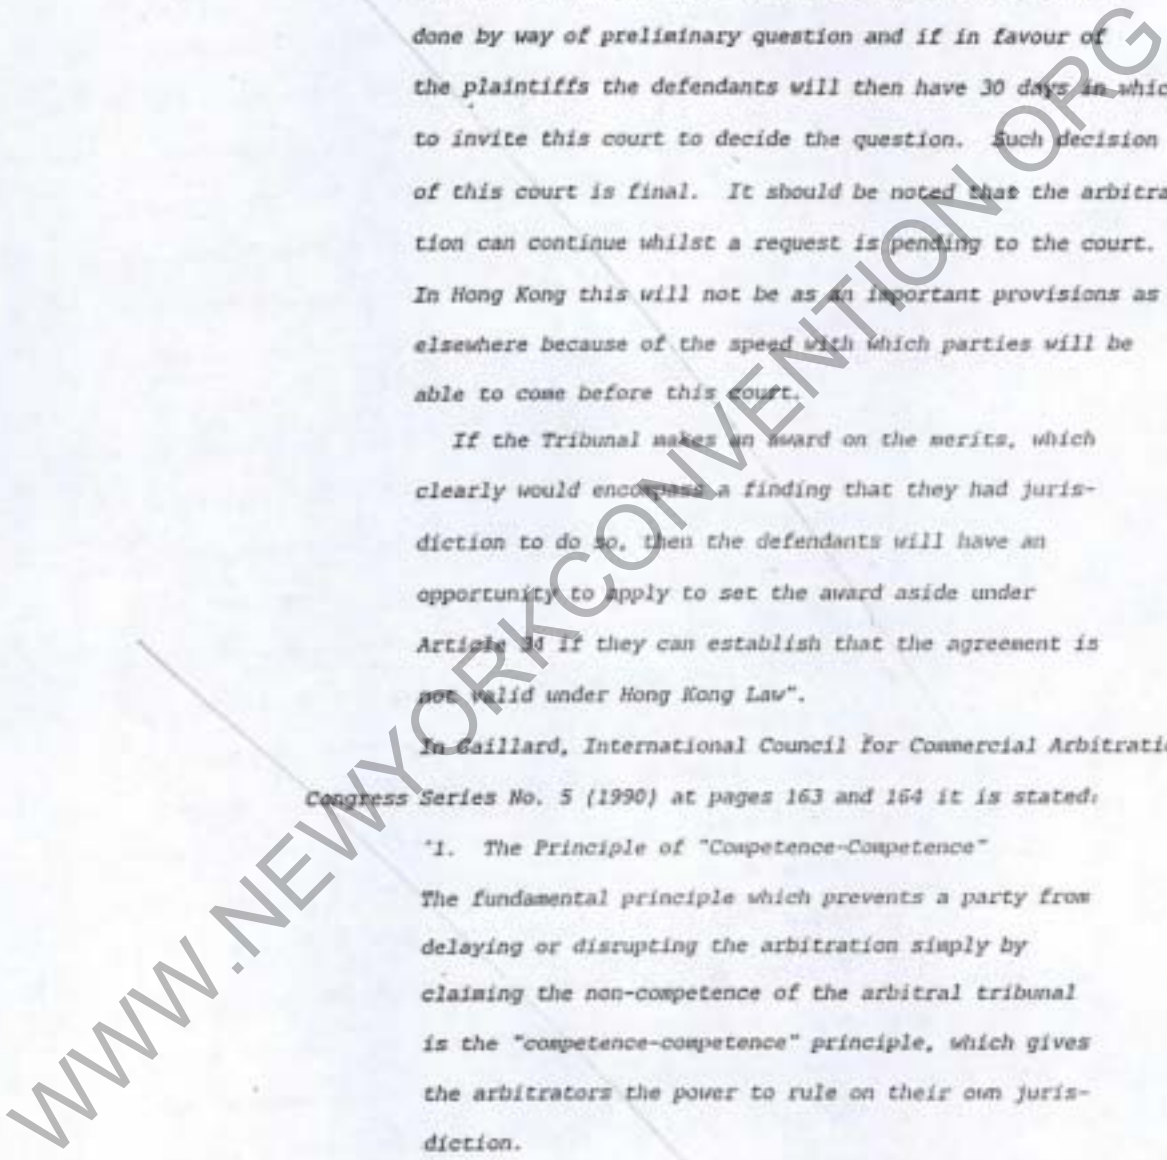 done by way of preliminary question and if in favour of
the plaintiffs the defendants will then have 30 days in whic
to invite this court to decide the question. Such decision
of this court is final. It should be noted that the arbitra
tion can continue whilst a request is pending to the court.
In Hong Kong this will not be as an important provisions as
elsewhere because of the speed with which parties will be
able to come before this court.
If the Tribunal makes an award on the merits, which
clearly would encompass a finding that they had juris-
diction to do so, then the defendants will have an
opportunity to apply to set the award aside under
Article 34 if they can establish that the agreement is
not valid under Hong Kong Law".
In Gaillard, International Council for Commercial Arbitratio
Congress Series No. 5 (1990) at pages 163 and 164 it is stated:
"1. The Principle of "Competence-Competence"
The fundamental principle which prevents a party from
delaying or disrupting the arbitration simply by
claiming the non-competence of the arbitral tribunal
is the "competence-competence" principle, which gives
the arbitrators the power to rule on their own juris-
diction.
WWW.NEWYORKCONVENTION.ORG